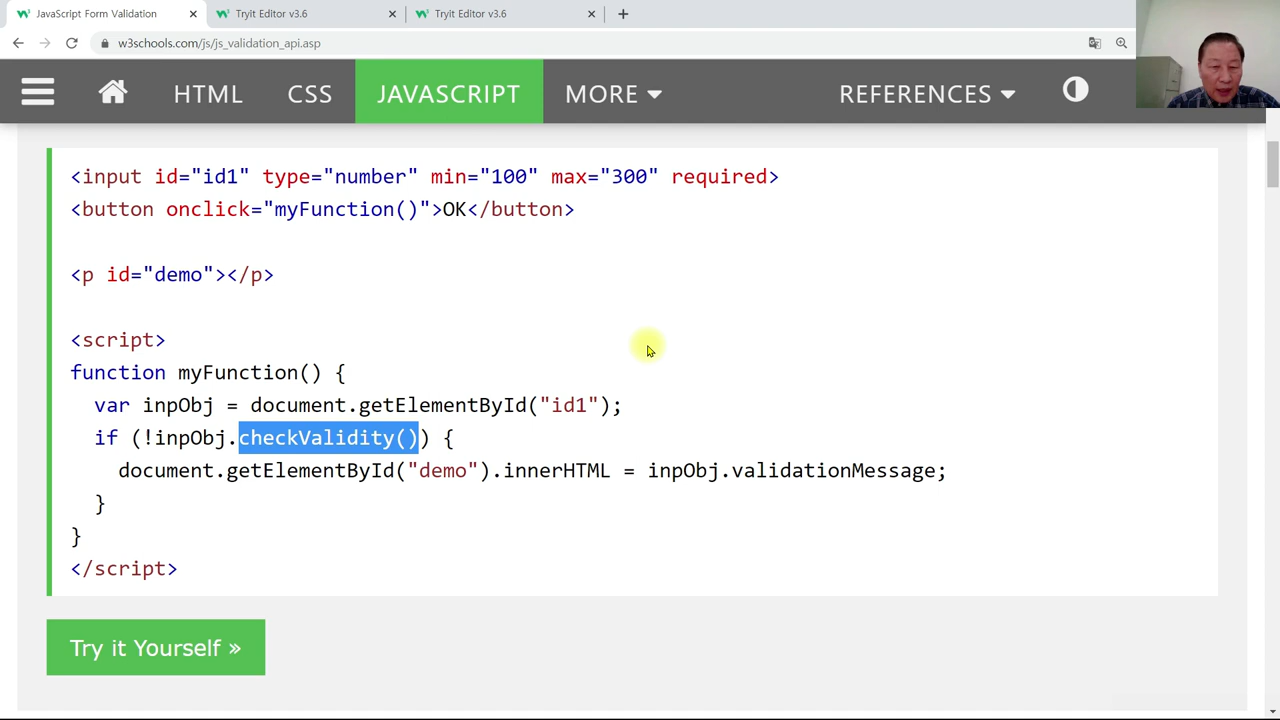 JavaScript Form Validation
Tryit Editor v3.6
Tryit Editor v3.6
w3schools.com/js/js_validation_api.asp
HTML CSS JAVASCRIPT MORE REFERENCES
<input id="id1" type="number" min="100" max="300" required>
<button onclick="myFunction()">OK</button>
<p id="demo"></p>
<script>
function myFunction() {
  var inpObj = document.getElementById("id1");
  if (!inpObj.checkValidity()) {
    document.getElementById("demo").innerHTML = inpObj.validationMessage;
  }
}
</script>
Try it Yourself »